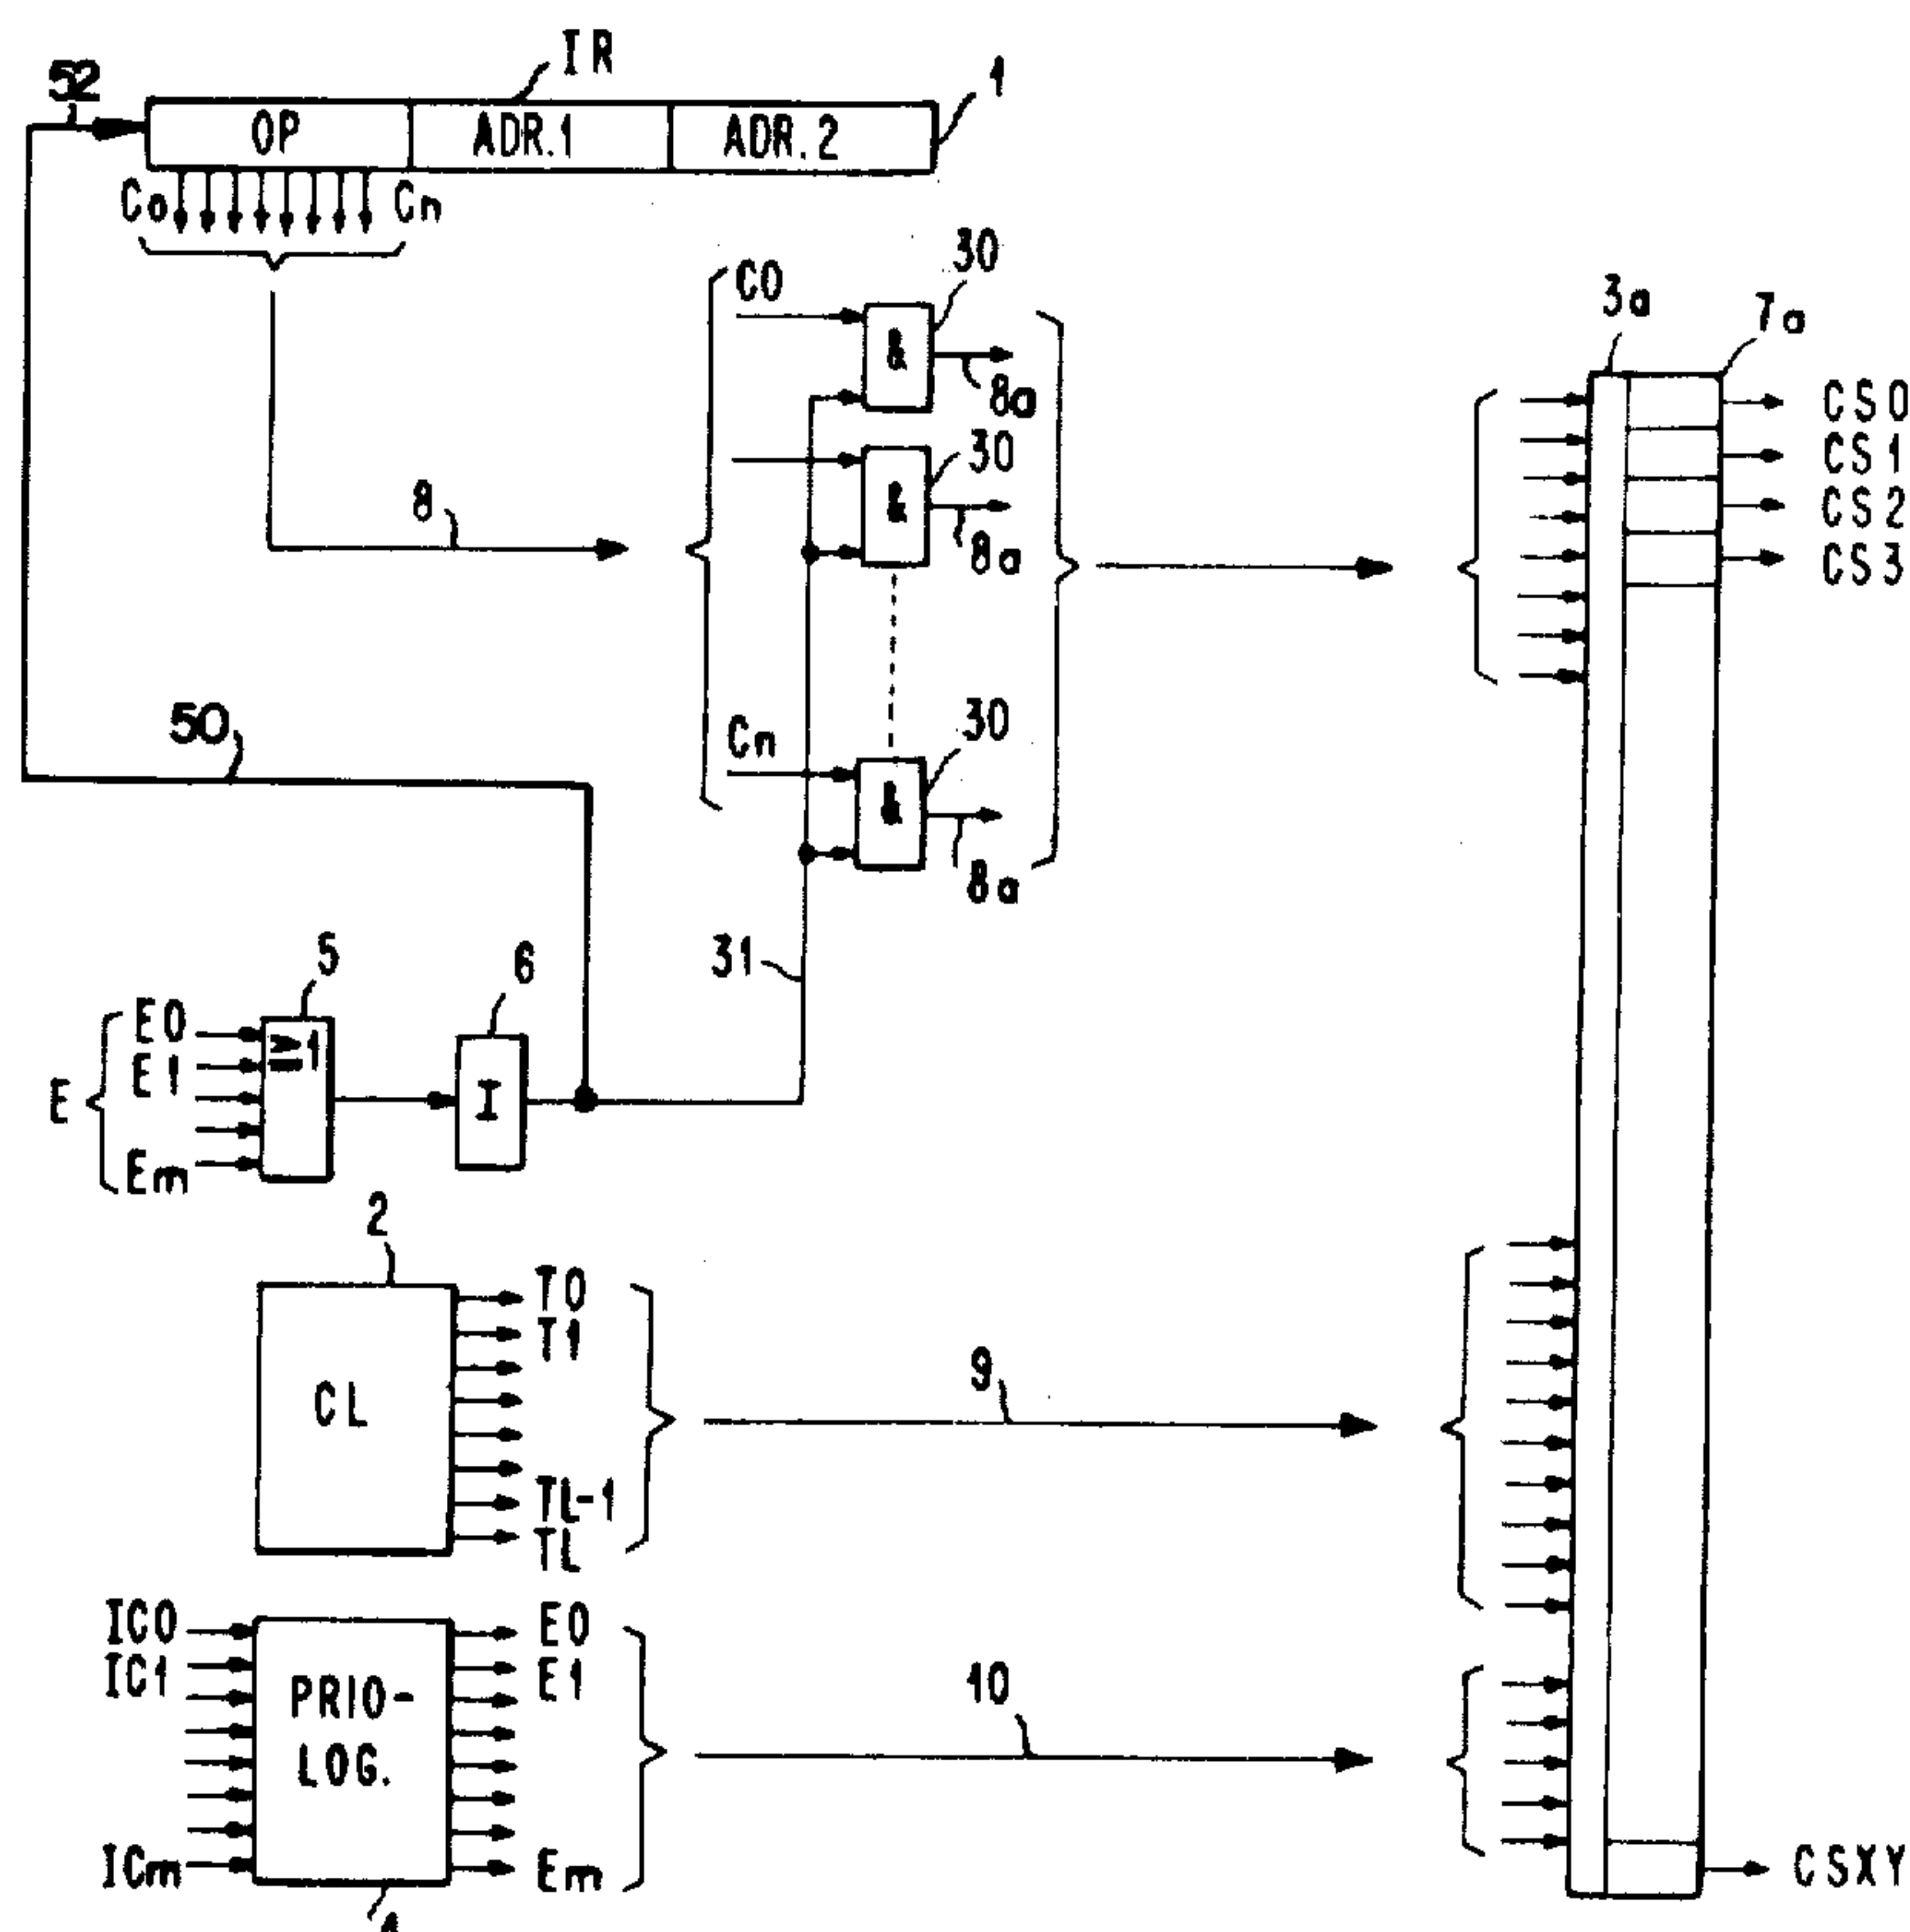 IR
1
52
OP ADR.1 ADR.2
Co Cn
30
C0
&
8a
3a
7a
CS0
CS1
CS2
CS3
8
30
&
8a
50
Cn
30
&
8a
31
5
6
E
E0
E1
Em
≥1
I
2
CL
T0
T1
TL-1
TL
9
IC0
IC1
ICm
PRIO-
LOG.
E0
E1
Em
10
CSXY